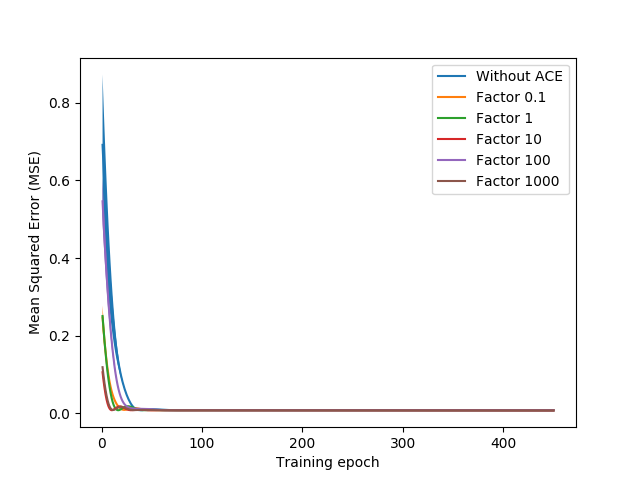 Without ACE
Factor 0.1
Factor 1
Factor 10
Factor 100
Factor 1000
Mean Squared Error (MSE)
0.8
0.6
0.4
0.2
0.0
0 100 200 300 400
Training epoch